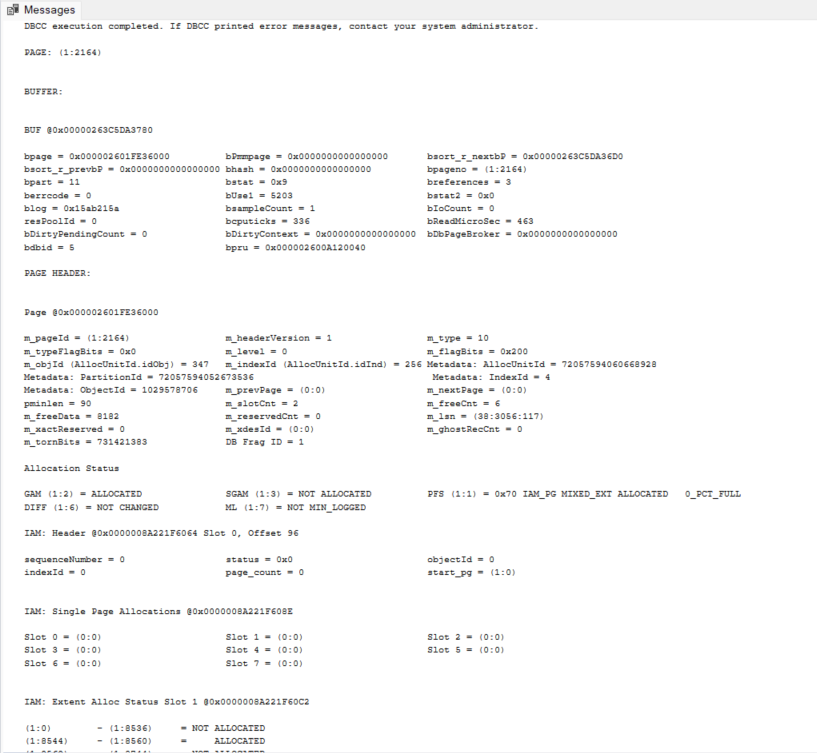 Messages
DBCC execution completed. If DBCC printed error messages, contact your system administrator.
PAGE: (1:2164)
BUFFER:
BUF @0x00000263C5DA3780
bpage = 0x000002601FE36000 bPmmpage = 0x0000000000000000 bsort_r_nextbP = 0x00000263C5DA36D0
bsort_r_prevbP = 0x0000000000000000 bhash = 0x0000000000000000 bpageno = (1:2164)
bpart = 11 bstat = 0x9 breferences = 3
berrcode = 0 bUse1 = 5203 bstat2 = 0x0
blog = 0x15ab215a bsampleCount = 1 bIoCount = 0
resPoolId = 0 bcputicks = 336 bReadMicroSec = 463
bDirtyPendingCount = 0 bDirtyContext = 0x0000000000000000 bDbPageBroker = 0x0000000000000000
bdbid = 5 bpru = 0x000002600A120040
PAGE HEADER:
Page @0x000002601FE36000
m_pageId = (1:2164) m_headerVersion = 1 m_type = 10
m_typeFlagBits = 0x0 m_level = 0 m_flagBits = 0x200
m_objId (AllocUnitId.idObj) = 347 m_indexId (AllocUnitId.idInd) = 256 Metadata: AllocUnitId = 72057594060668928
Metadata: PartitionId = 72057594052673536 Metadata: IndexId = 4
Metadata: ObjectId = 1029578706 m_prevPage = (0:0) m_nextPage = (0:0)
pminlen = 90 m_slotCnt = 2 m_freeCnt = 6
m_freeData = 8182 m_reservedCnt = 0 m_lsn = (38:3056:117)
m_xactReserved = 0 m_xdesId = (0:0) m_ghostRecCnt = 0
m_tornBits = 731421383 DB Frag ID = 1
Allocation Status
GAM (1:2) = ALLOCATED SGAM (1:3) = NOT ALLOCATED PFS (1:1) = 0x70 IAM_PG MIXED_EXT ALLOCATED 0_PCT_FULL
DIFF (1:6) = NOT CHANGED ML (1:7) = NOT MIN_LOGGED
IAM: Header @0x0000008A221F6064 Slot 0, Offset 96
sequenceNumber = 0 status = 0x0 objectId = 0
indexId = 0 page_count = 0 start_pg = (1:0)
IAM: Single Page Allocations @0x0000008A221F608E
Slot 0 = (0:0) Slot 1 = (0:0) Slot 2 = (0:0)
Slot 3 = (0:0) Slot 4 = (0:0) Slot 5 = (0:0)
Slot 6 = (0:0) Slot 7 = (0:0)
IAM: Extent Alloc Status Slot 1 @0x0000008A221F60C2
(1:0) - (1:8536) = NOT ALLOCATED
(1:8544) - (1:8560) = ALLOCATED